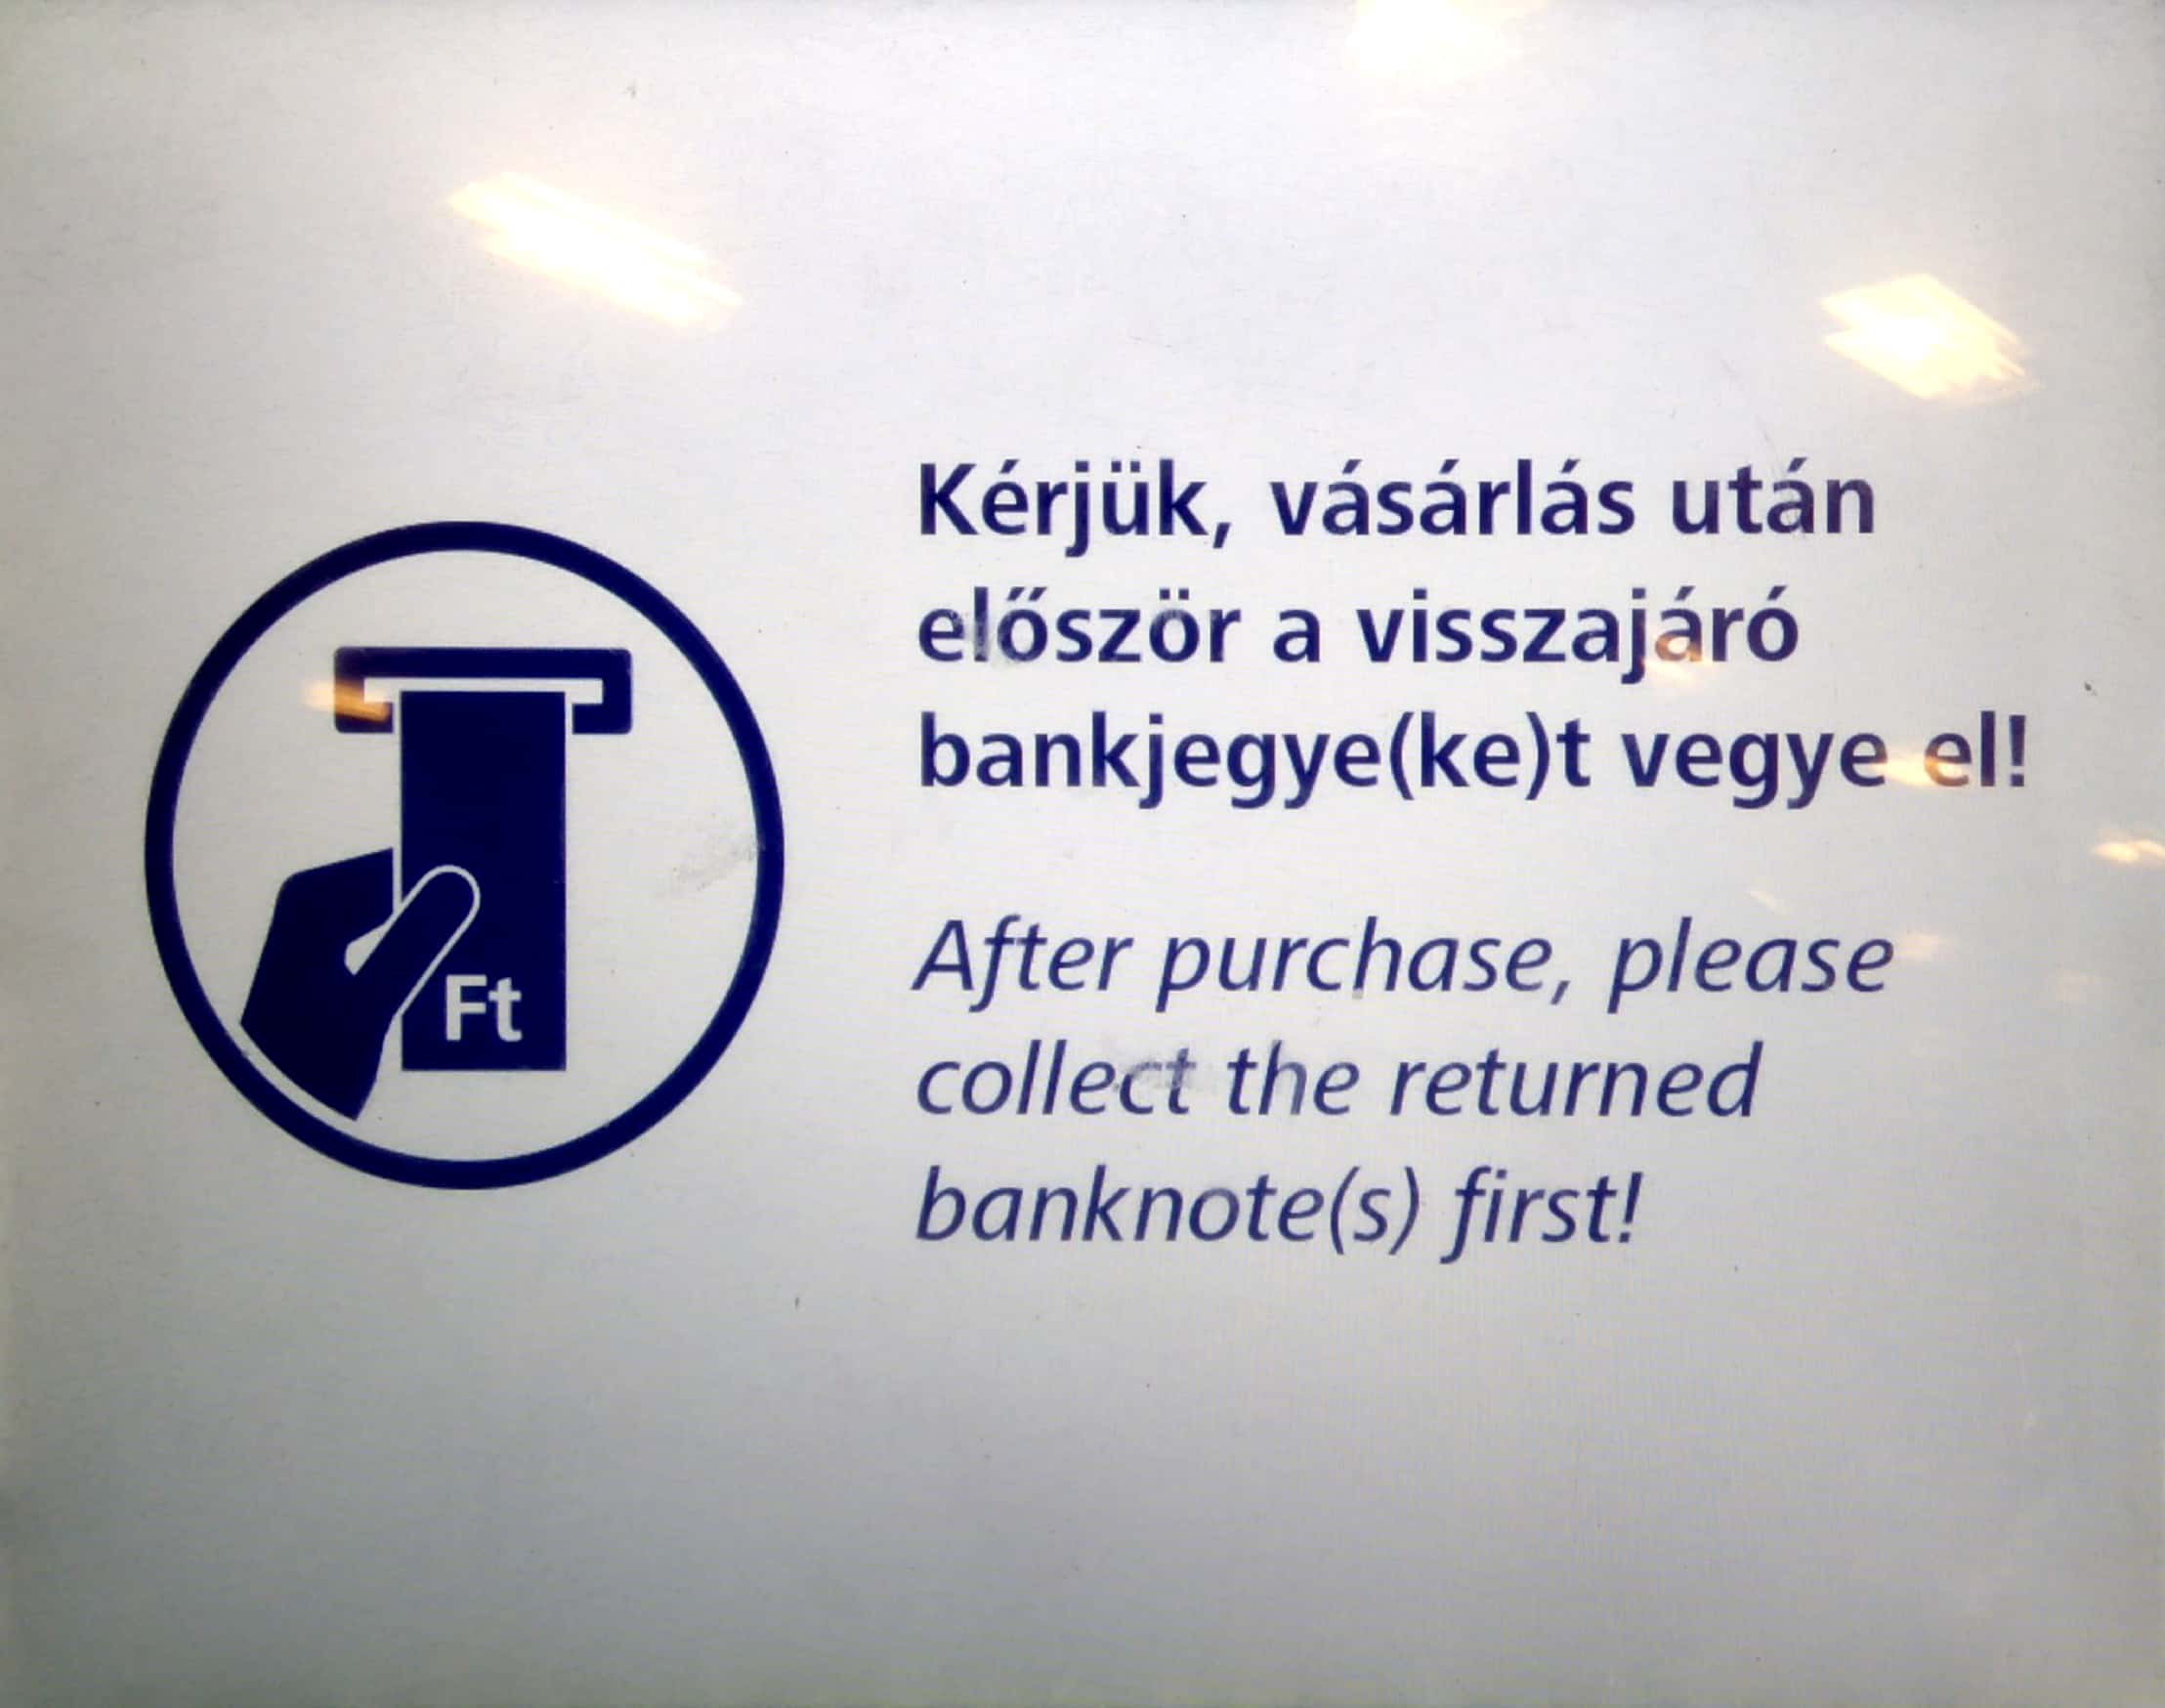 Kérjük, vásárlás után
először a visszajáró
bankjegye(ke)t vegye el!
After purchase, please
collect the returned
banknote(s) first!
Ft